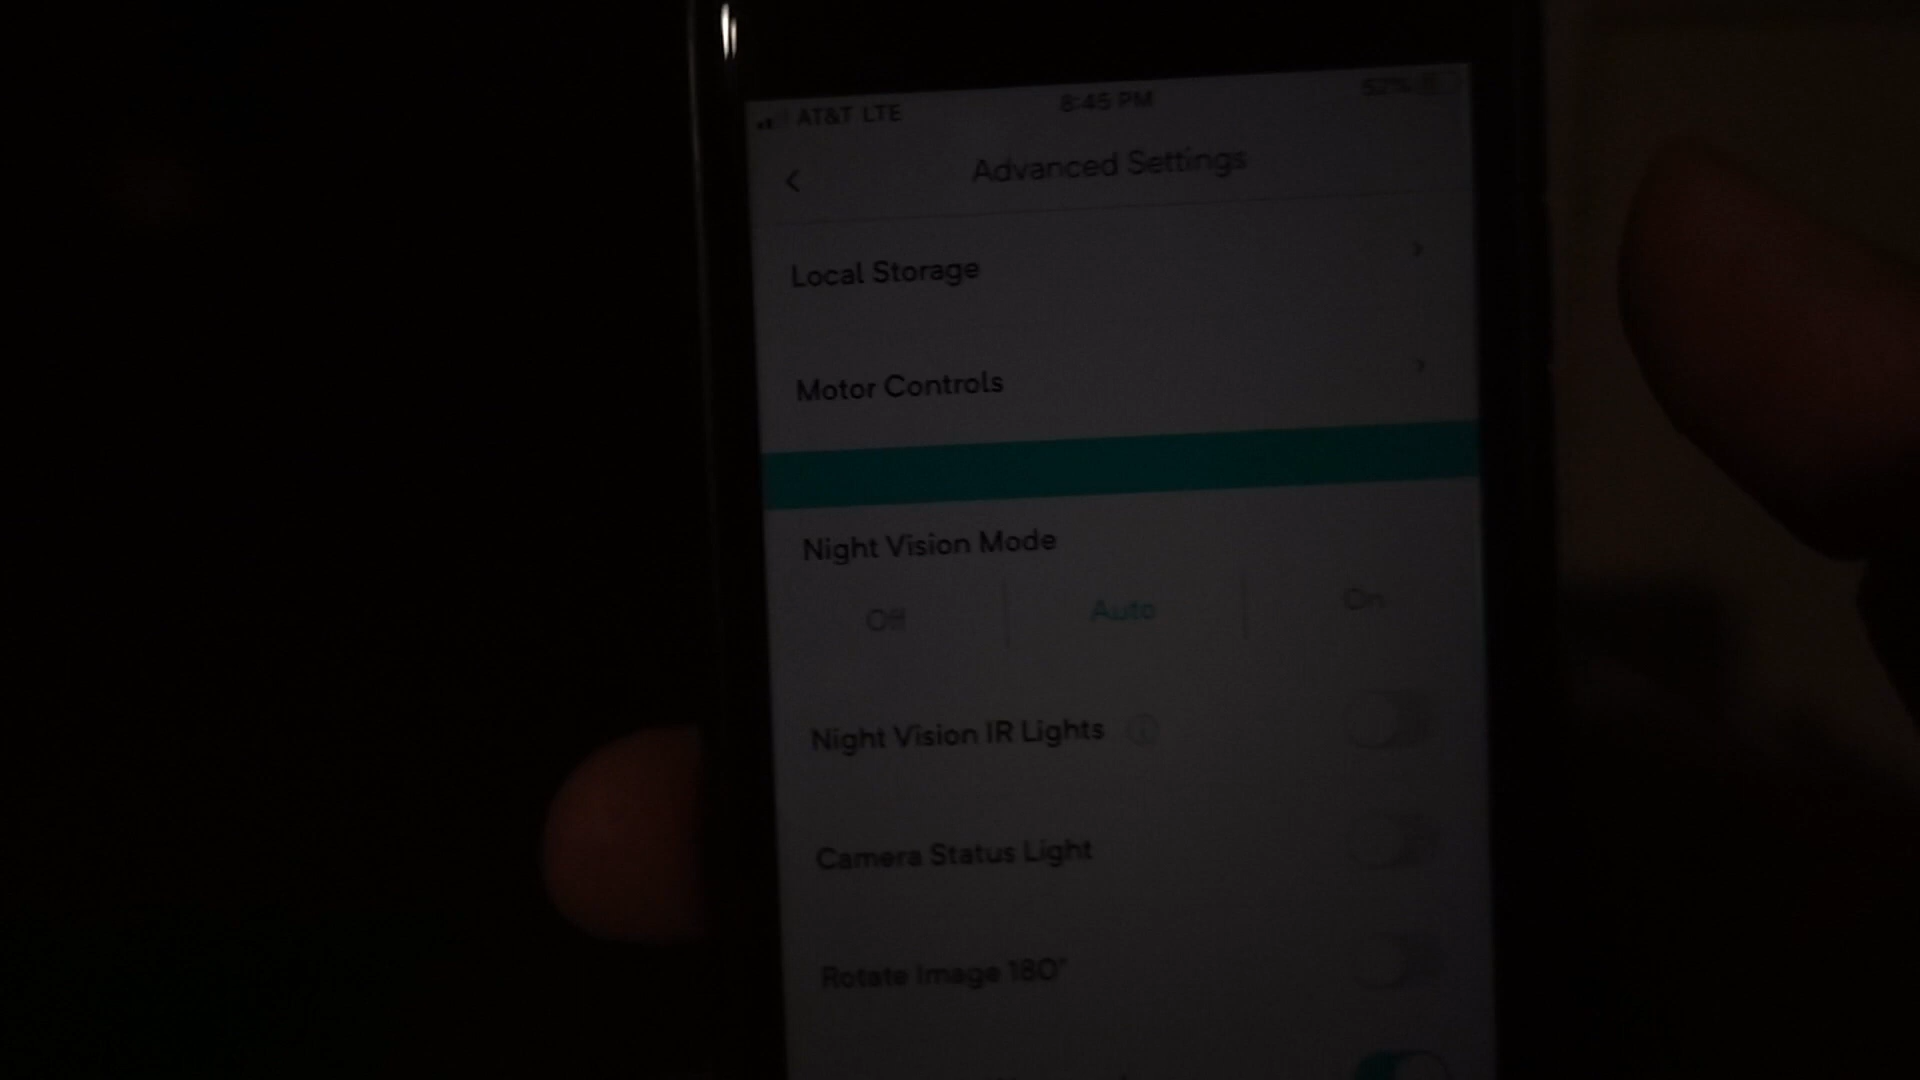 AT&T LTE 8:45 PM 52%
Advanced Settings
Local Storage
Motor Controls
Night Vision Mode
Off Auto On
Night Vision IR Lights
Camera Status Light
Rotate Image 180°